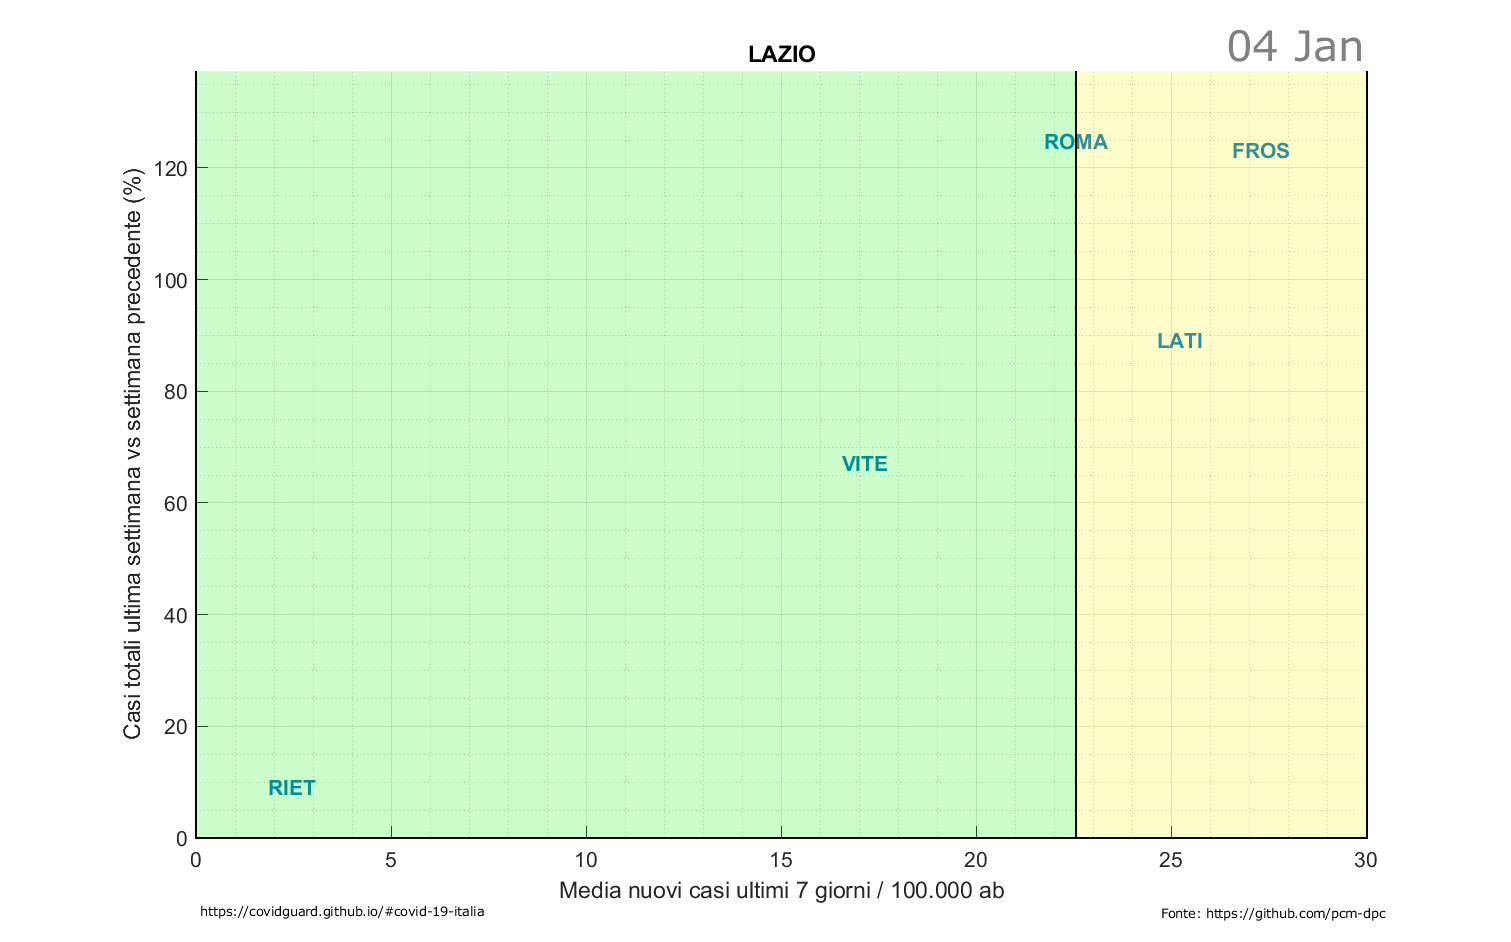 04 Jan
LAZIO
Casi totali ultima settimana vs settimana precedente (%)
120
100
80
60
40
20
0
ROMA
FROS
LATI
VITE
RIET
0 5 10 15 20 25 30
Media nuovi casi ultimi 7 giorni / 100.000 ab
https://covidguard.github.io/#covid-19-italia
Fonte: https://github.com/pcm-dpc